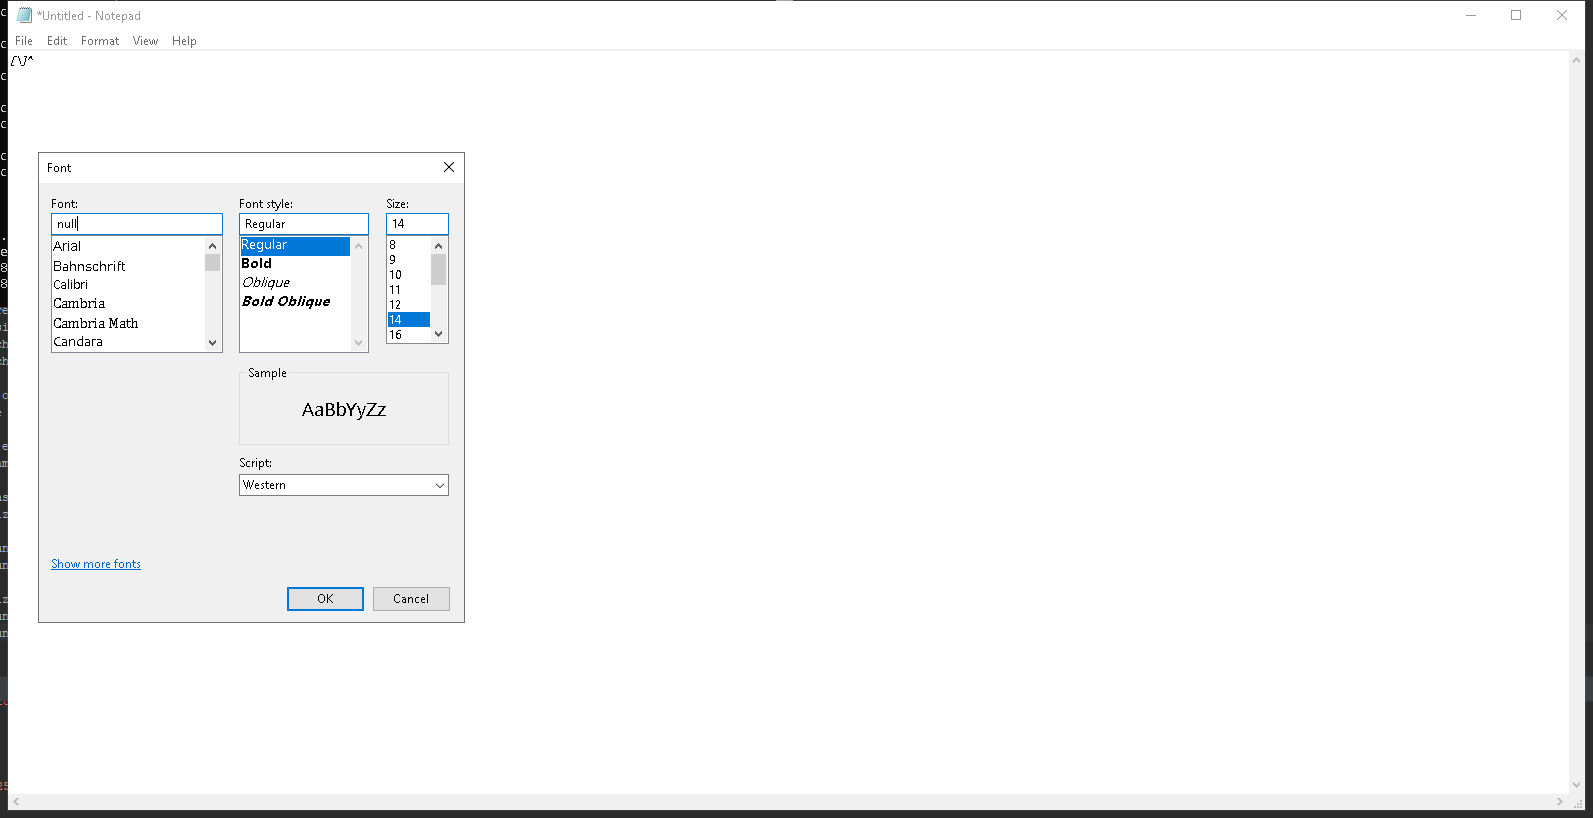 *Untitled - Notepad
File Edit Format View Help
[\]^
Font
Font: Font style: Size:
null Regular 14
Arial Regular 8
Bahnschrift Bold 9
Calibri Oblique 10
Cambria Bold Oblique 11
Cambria Math 12
Candara 14
16
Sample
AaBbYyZz
Script:
Western
Show more fonts
OK Cancel